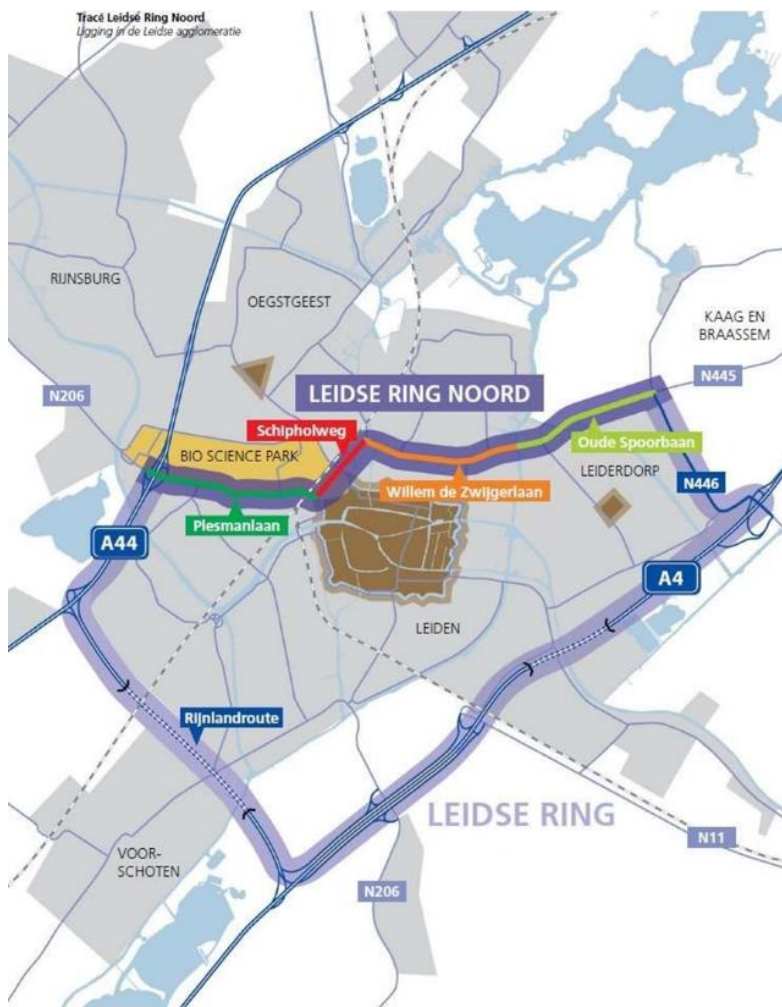 Tracé Leidse Ring Noord
Ligging in de Leidse agglomeratie
RIJNSBURG
OEGSTGEEST
KAAG EN
BRAASSEM
N206
LEIDSE RING NOORD
N445
Schipholweg
Oude Spoorbaan
BIO SCIENCE PARK
LEIDERDORP
Willem de Zwijgerlaan
N446
Plesmanlaan
A44
A4
LEIDEN
Rijnlandroute
LEIDSE RING
N11
VOOR-
SCHOTEN
N206